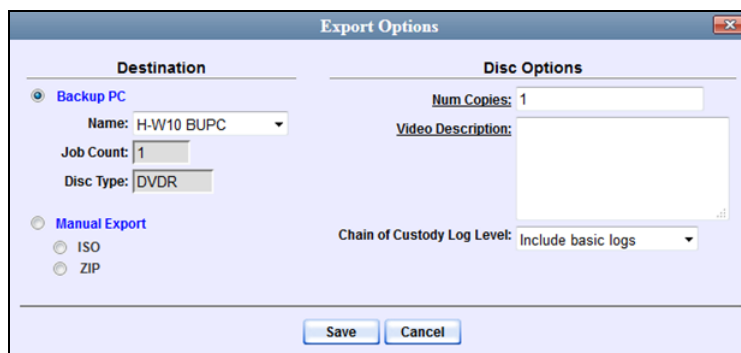 Export Options
Destination
Backup PC
Name: H-W10 BUPC
Job Count: 1
Disc Type: DVDR
Manual Export
ISO
ZIP
Disc Options
Num Copies: 1
Video Description:
Chain of Custody Log Level: Include basic logs
Save
Cancel